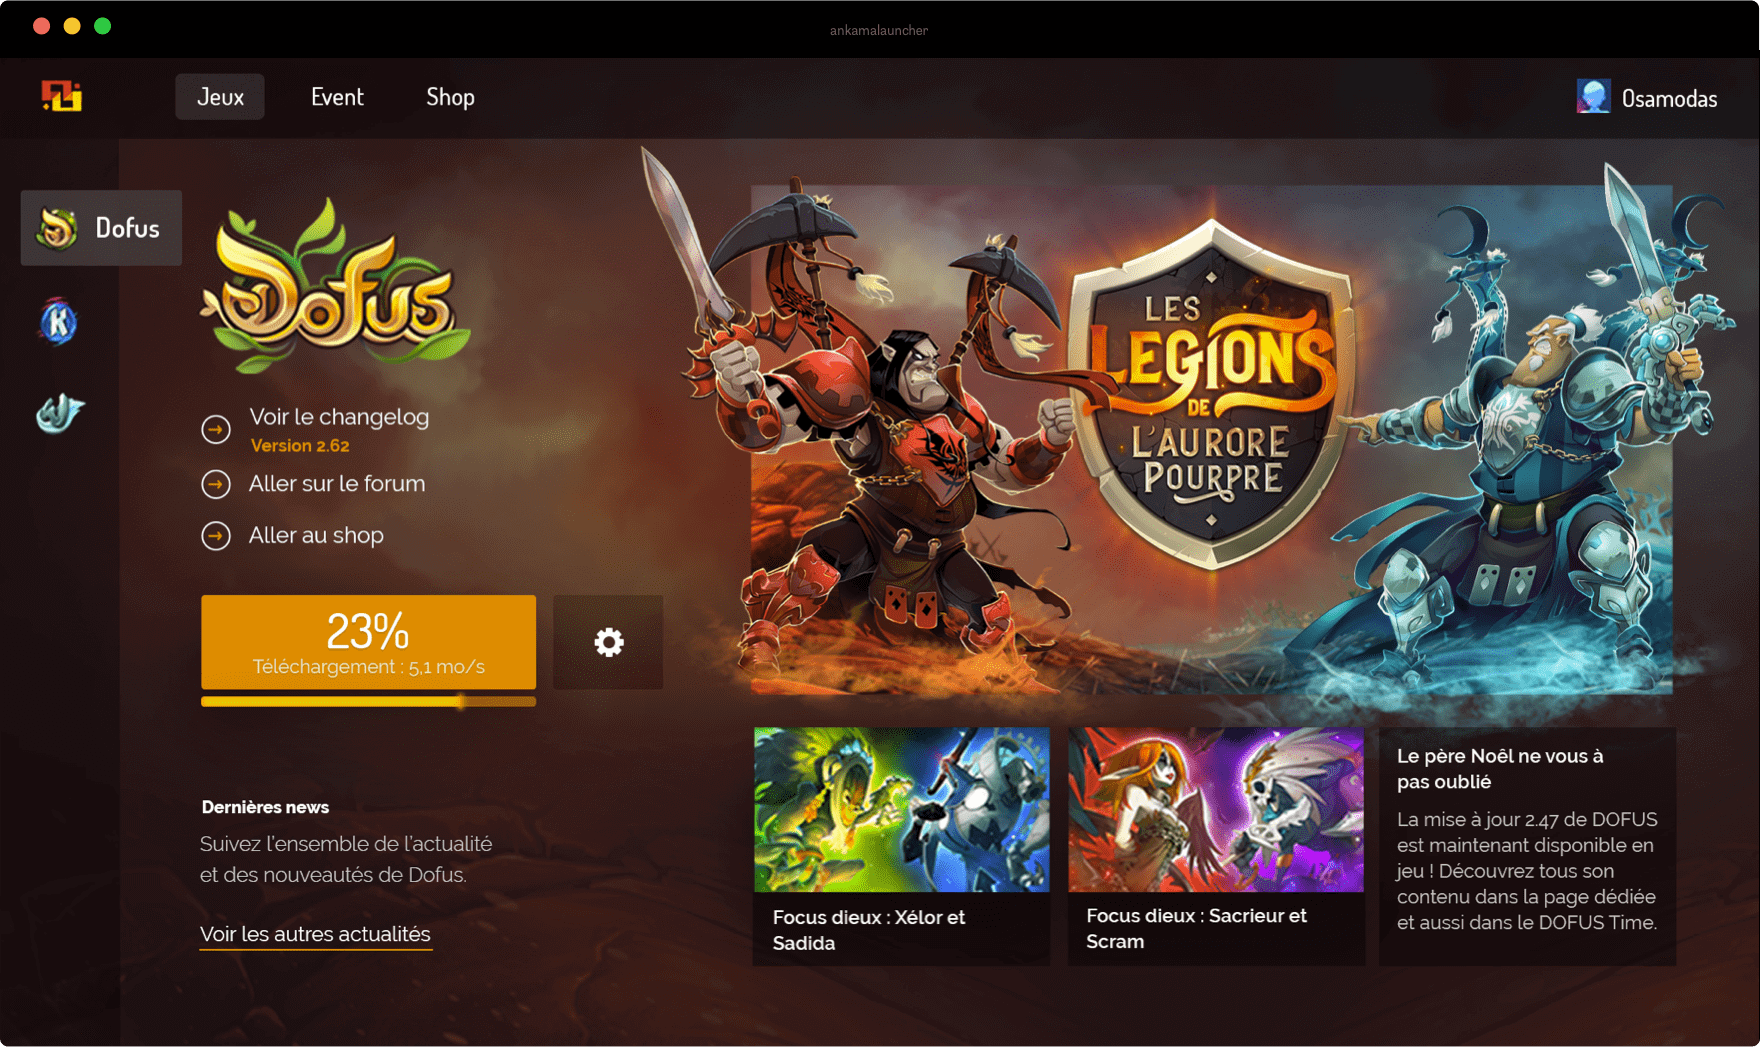 ankamalauncher
Jeux
Event
Shop
Osamodas
Dofus
K
DOFUS
Voir le changelog
Version 2.62
Aller sur le forum
Aller au shop
23%
Téléchargement : 5,1 mo/s
Dernières news
Suivez l'ensemble de l'actualité
et des nouveautés de Dofus.
Voir les autres actualités
LES
LEGIONS
DE
L'AURORE
POURPRE
Focus dieux : Xélor et
Sadida
Focus dieux : Sacrieur et
Scram
Le père Noêl ne vous à
pas oublié
La mise à jour 2.47 de DOFUS
est maintenant disponible en
jeu ! Découvrez tous son
contenu dans la page dédiée
et aussi dans le DOFUS Time.